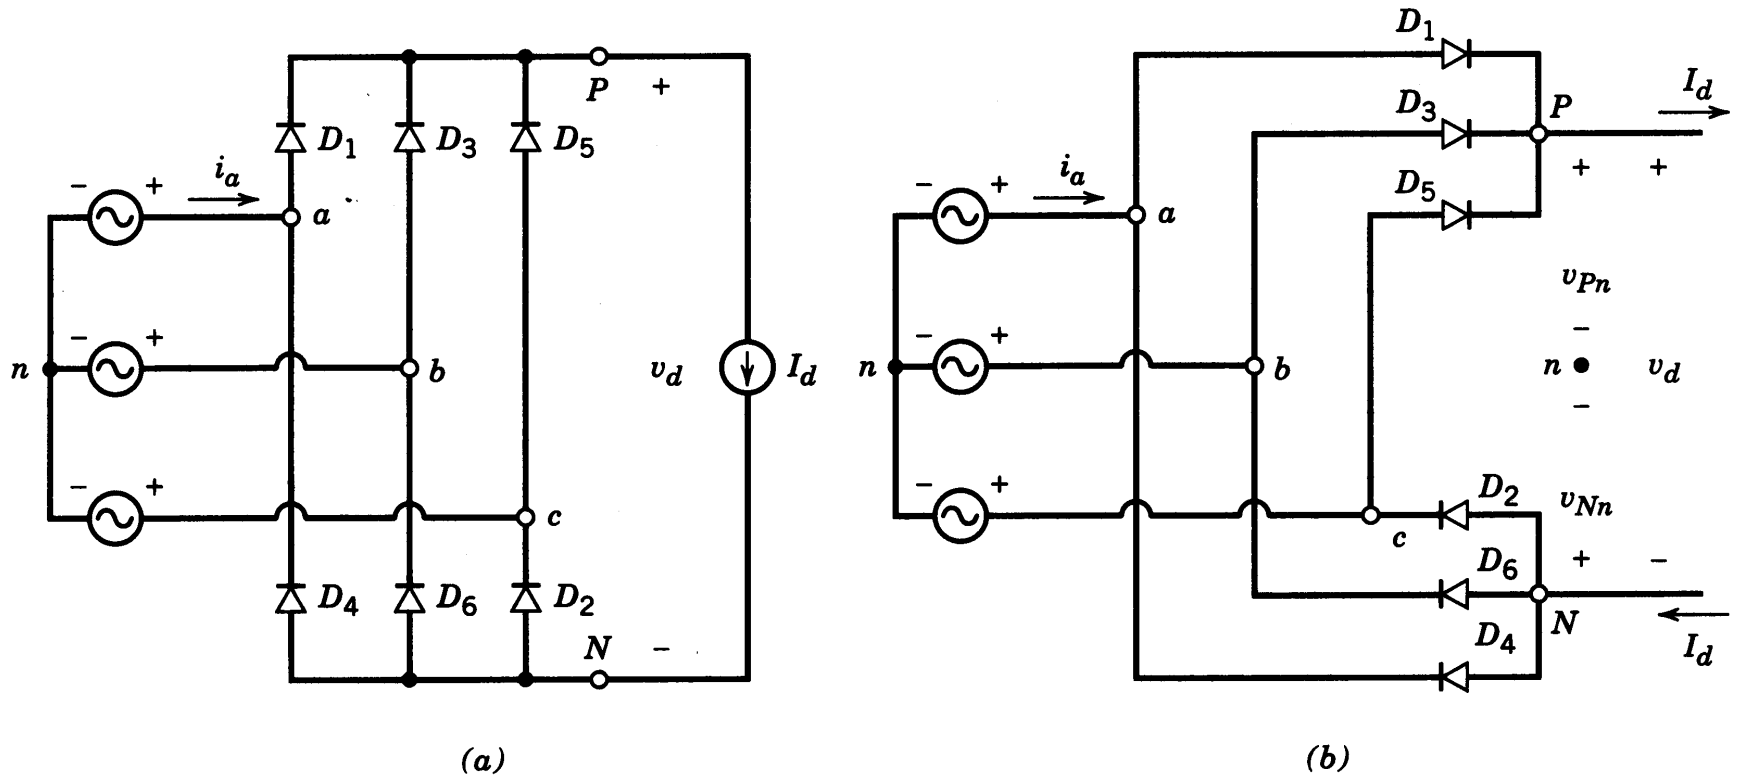 D1
P + D1 D3 D5
D3 P Id
ia - + a
D5 + +
ia - + a
vPn
-
n - + b vd Id
n - + b n vd
-
- + c
- + c D2 vNn
D6 + -
D4 D6 D2
N
D4 Id
N -
(a) (b)